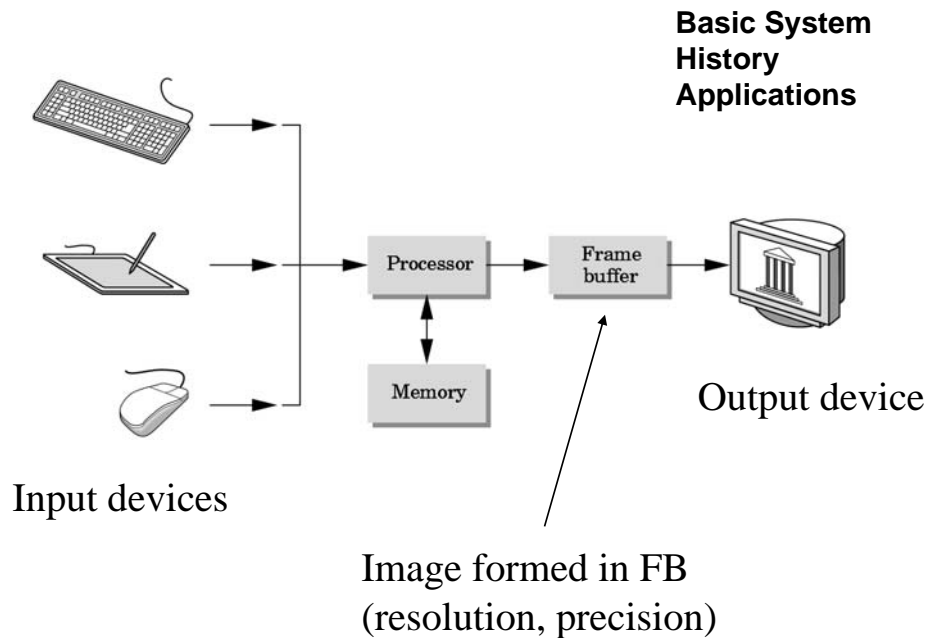 Basic System
History
Applications
Processor
Frame
buffer
Memory
Output device
Input devices
Image formed in FB
(resolution, precision)